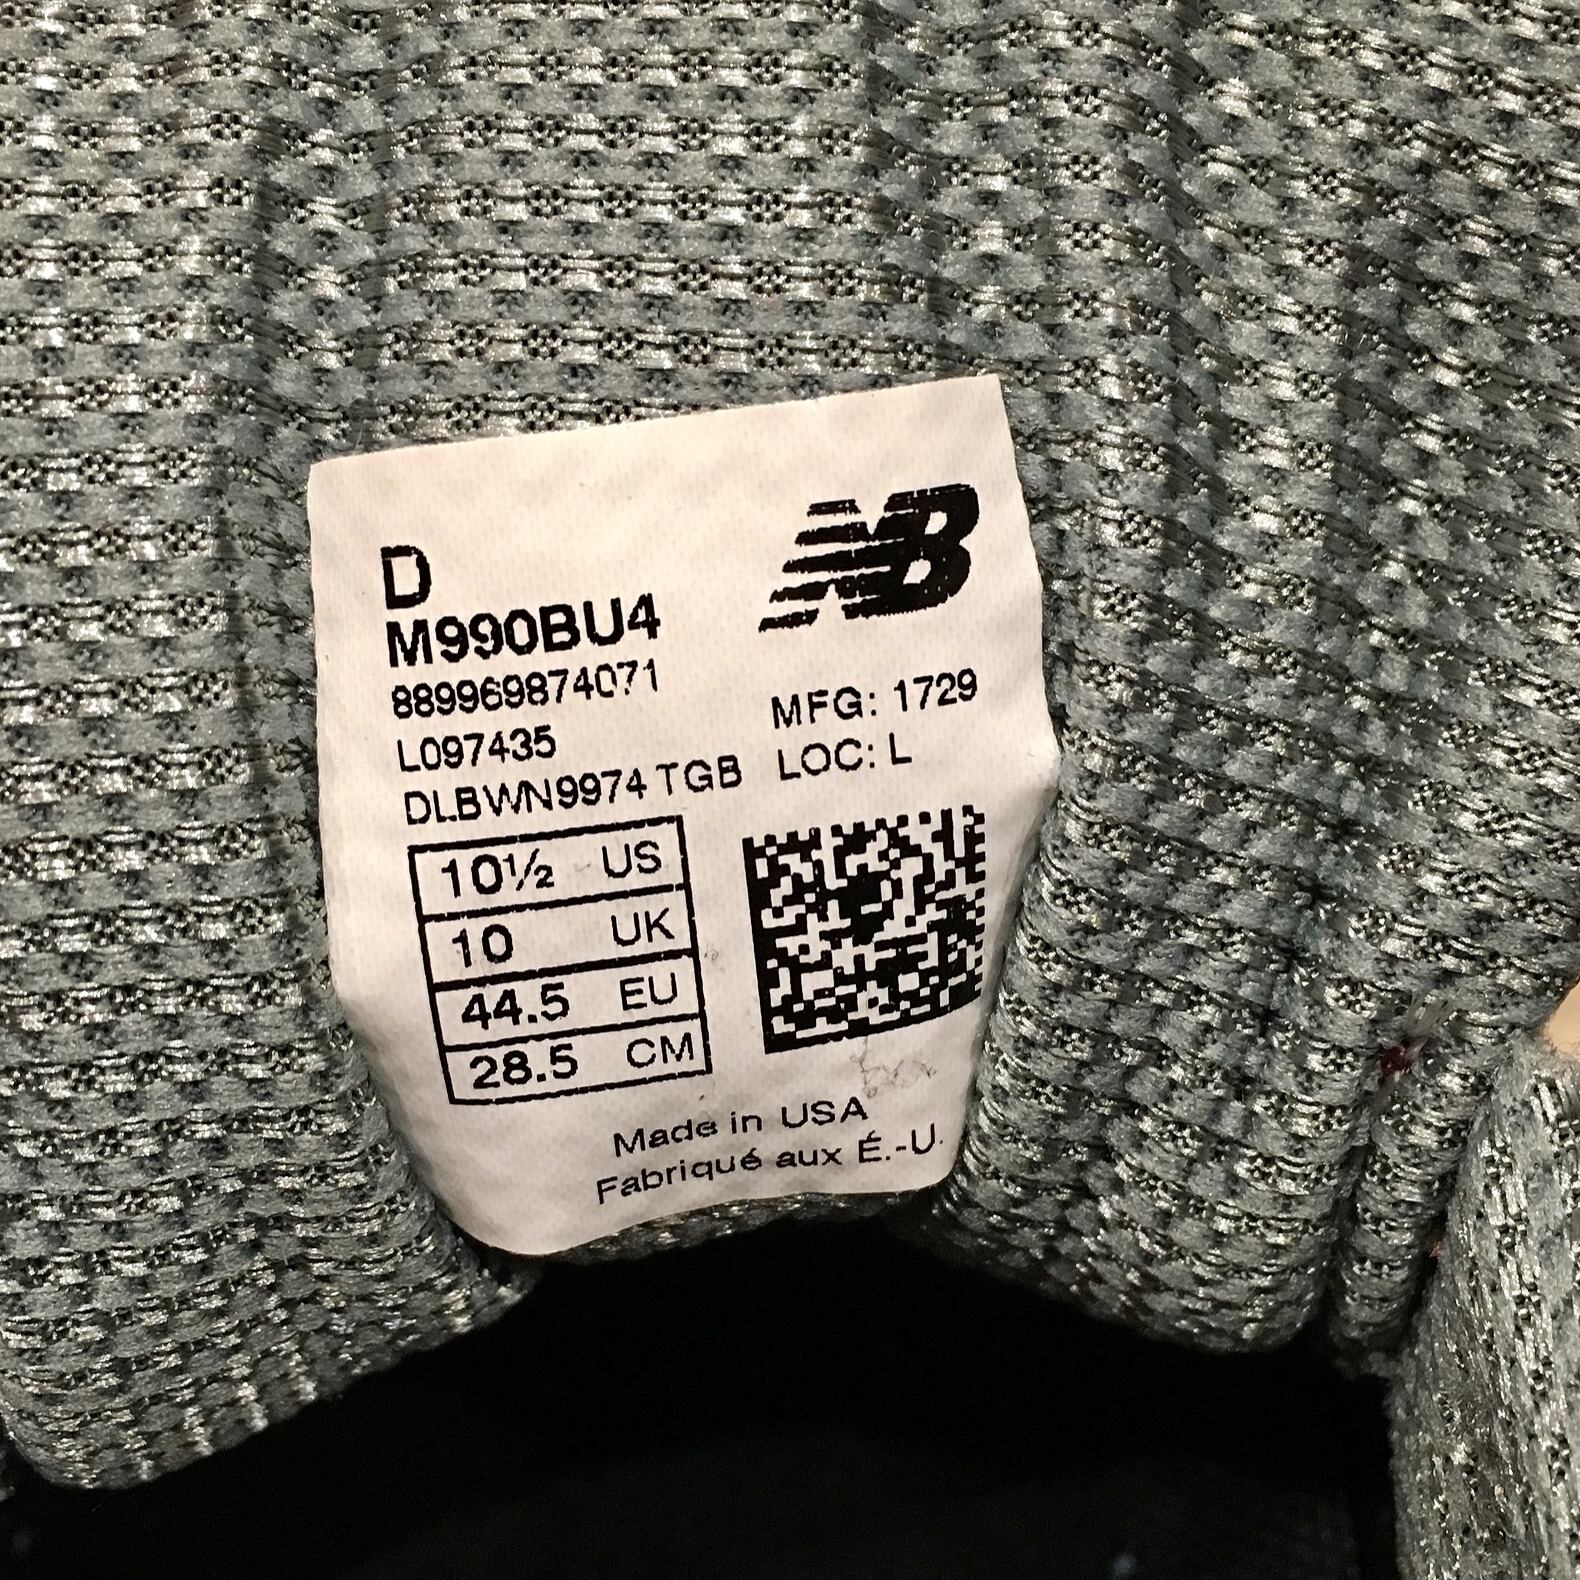 D
NB
M990BU4
889969874071
MFG: 1729
L097435
LOC: L
DLBWN9974 TGB
10½ US
10 UK
44.5 EU
28.5 CM
Made in USA
Fabriqué aux É.-U.